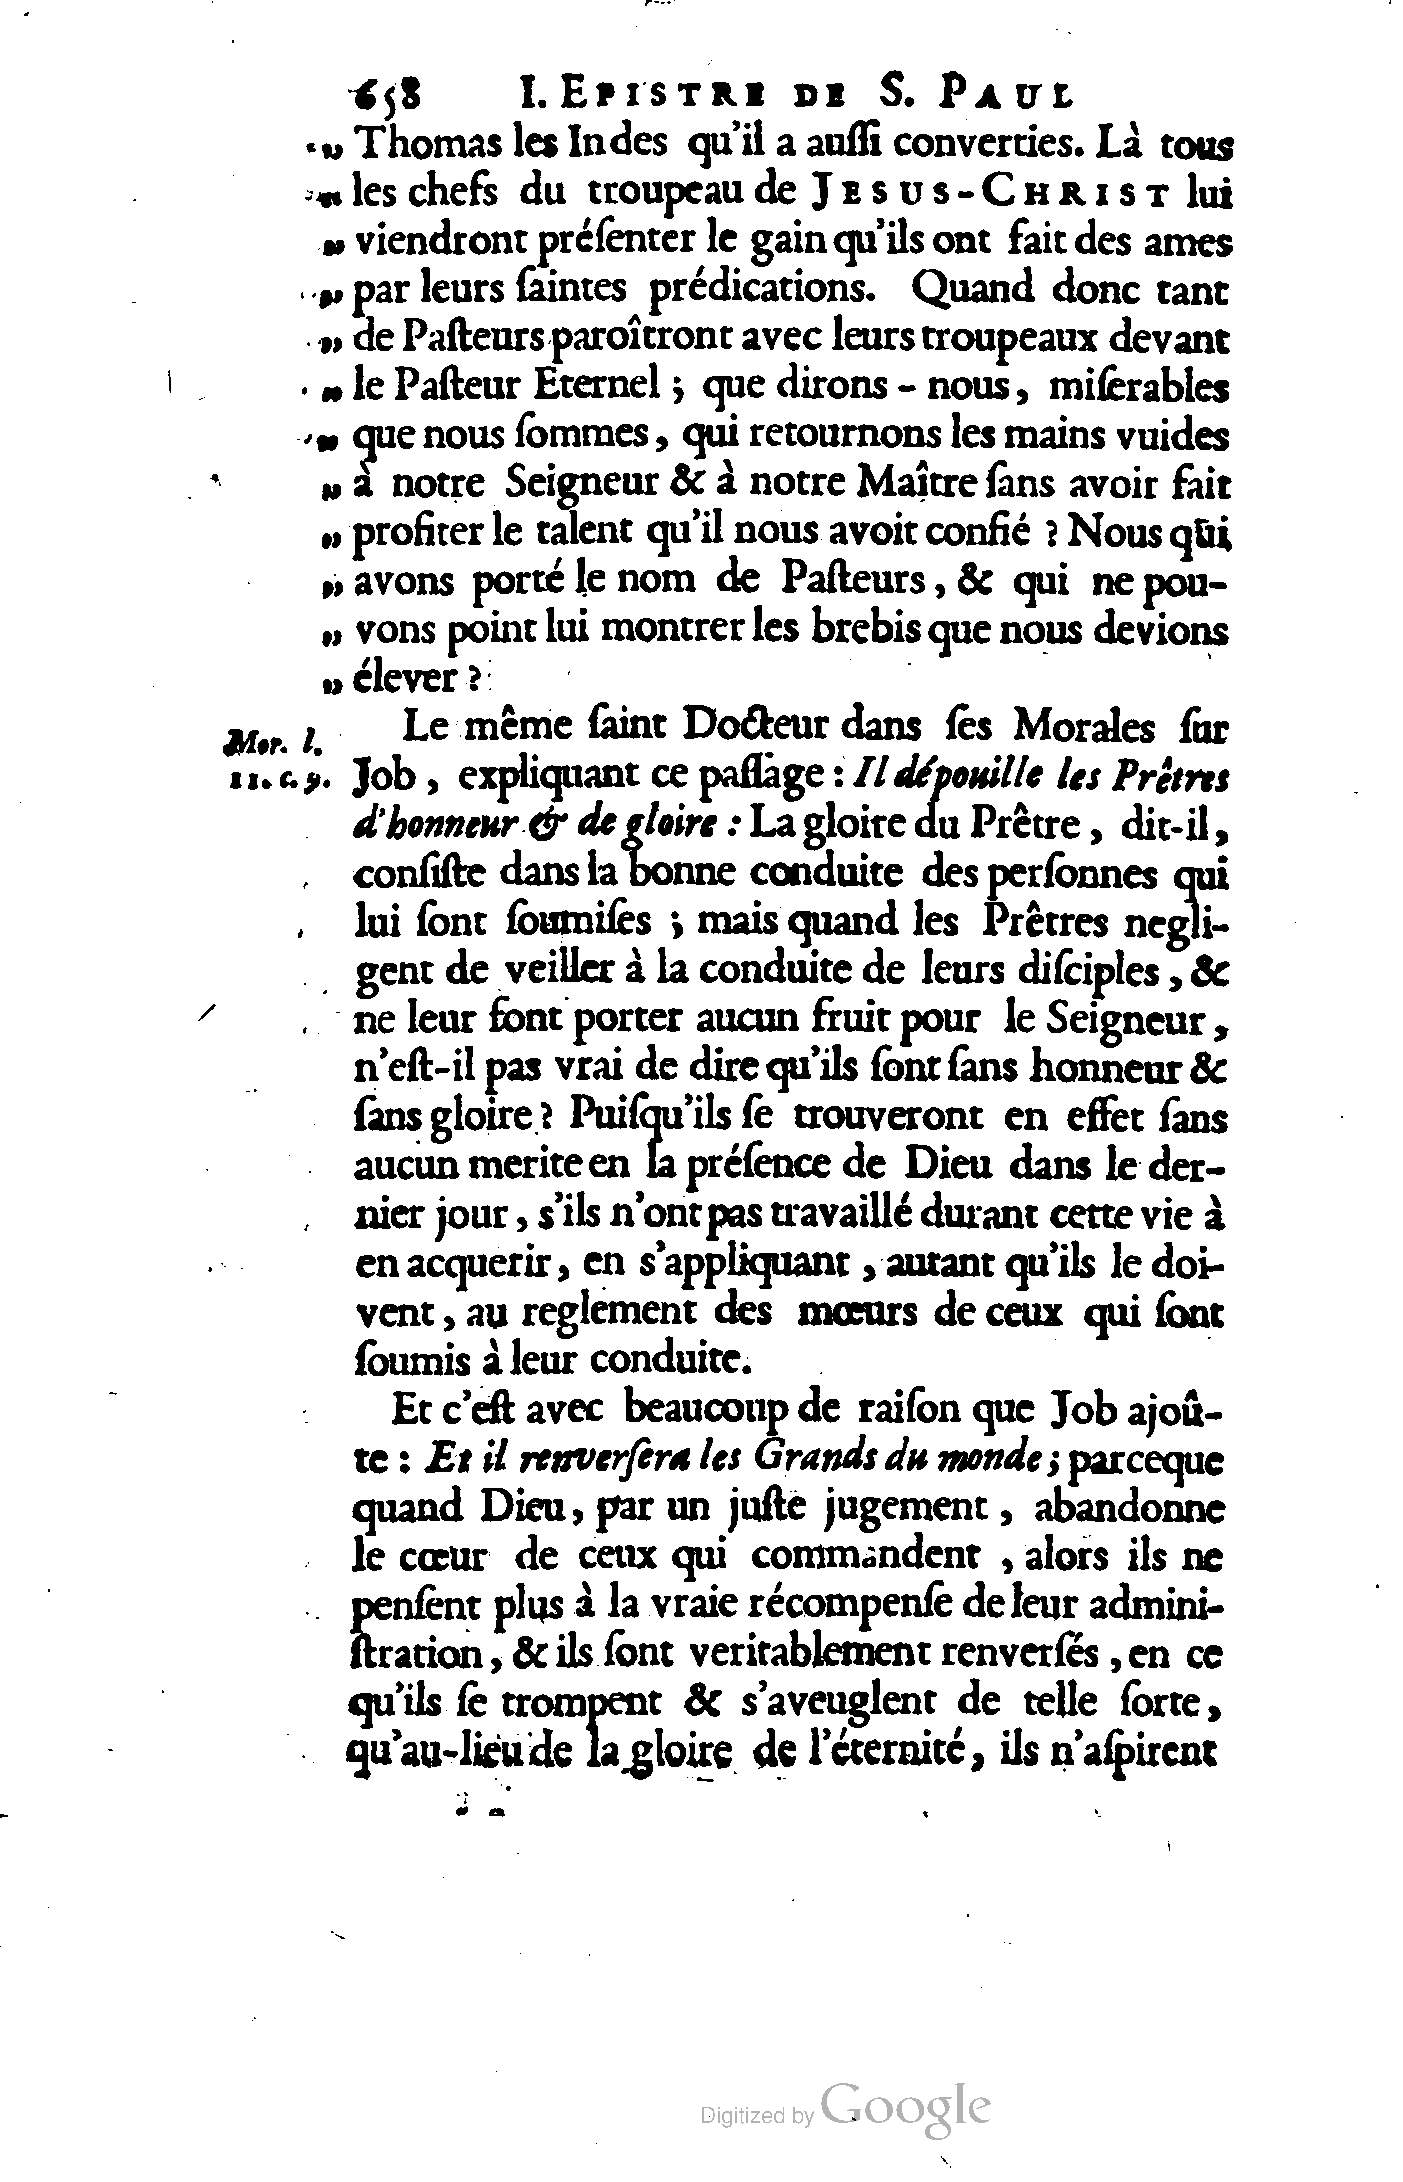 658 I. EPISTRE DE S. PAUL
„ Thomas les Indes qu'il a auſſi converties. Là tous
„ les chefs du troupeau de JESUS-CHRIST lui
„ viendront préſenter le gain qu'ils ont fait des ames
„ par leurs ſaintes prédications. Quand donc tant
„ de Paſteurs paroîtront avec leurs troupeaux devant
„ le Paſteur Eternel ; que dirons-nous, miſerables
„ que nous ſommes, qui retournons les mains vuides
„ à notre Seigneur & à notre Maître ſans avoir fait
„ profiter le talent qu'il nous avoit confié ? Nous qui
„ avons porté le nom de Paſteurs, & qui ne pou-
„ vons point lui montrer les brebis que nous devions
„ élever ?
Le même ſaint Docteur dans ſes Morales ſur
Mor. l.
11. c. 9.
Job, expliquant ce paſſage : Il dépouille les Prêtres
d'honneur & de gloire : La gloire du Prêtre, dit-il,
conſiſte dans la bonne conduite des perſonnes qui
lui ſont ſoumiſes ; mais quand les Prêtres negli-
gent de veiller à la conduite de leurs diſciples, &
ne leur font porter aucun fruit pour le Seigneur,
n'eſt-il pas vrai de dire qu'ils ſont ſans honneur &
ſans gloire ? Puiſqu'ils ſe trouveront en effet ſans
aucun merite en la préſence de Dieu dans le der-
nier jour, s'ils n'ont pas travaillé durant cette vie à
en acquerir, en s'appliquant, autant qu'ils le doi-
vent, au reglement des mœurs de ceux qui ſont
ſoumis à leur conduite.
Et c'eſt avec beaucoup de raiſon que Job ajoû-
te : Et il renverſera les Grands du monde ; parceque
quand Dieu, par un juſte jugement, abandonne
le cœur de ceux qui commandent, alors ils ne
penſent plus à la vraie récompenſe de leur admini-
ſtration, & ils ſont veritablement renverſés, en ce
qu'ils ſe trompent & s'aveuglent de telle ſorte,
qu'au-lieu de la gloire de l'éternité, ils n'aſpirent
Digitized by Google